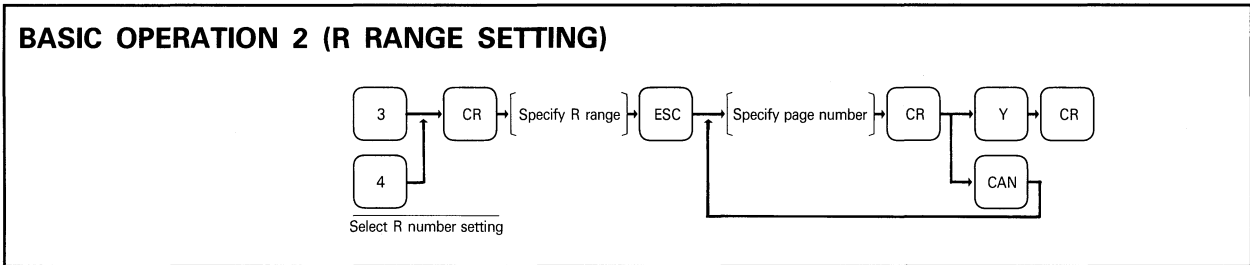 BASIC OPERATION 2 (R RANGE SETTING)
3 CR [Specify R range] ESC [Specify page number] CR Y CR
4 CAN
Select R number setting